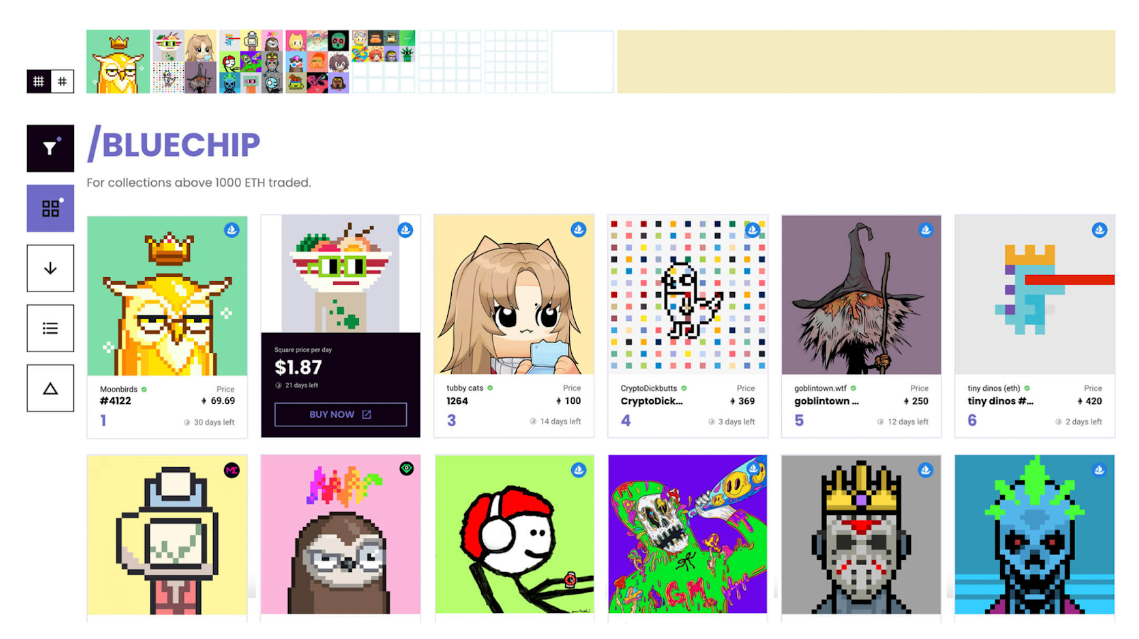 /BLUECHIP
For collections above 1000 ETH traded.
Moonbirds Price
#4122 69.69
1 30 days left
Square price per day
$1.87
21 days left
BUY NOW
tubby cats Price
1264 100
3 14 days left
CryptoDickbutts Price
CrypToDick... 369
4 3 days left
goblintown.wtf Price
goblintown ... 250
5 12 days left
tiny dinos (eth) Price
tiny dinos #... 420
6 2 days left
GM